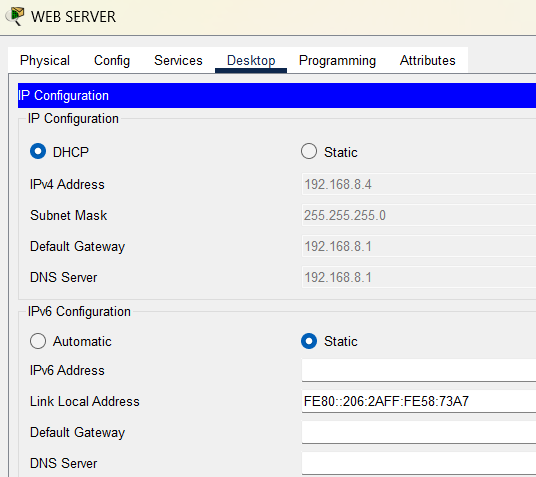 WEB SERVER
Physical Config Services Desktop Programming Attributes
IP Configuration
IP Configuration
DHCP Static
IPv4 Address 192.168.8.4
Subnet Mask 255.255.255.0
Default Gateway 192.168.8.1
DNS Server 192.168.8.1
IPv6 Configuration
Automatic Static
IPv6 Address
Link Local Address FE80::206:2AFF:FE58:73A7
Default Gateway
DNS Server